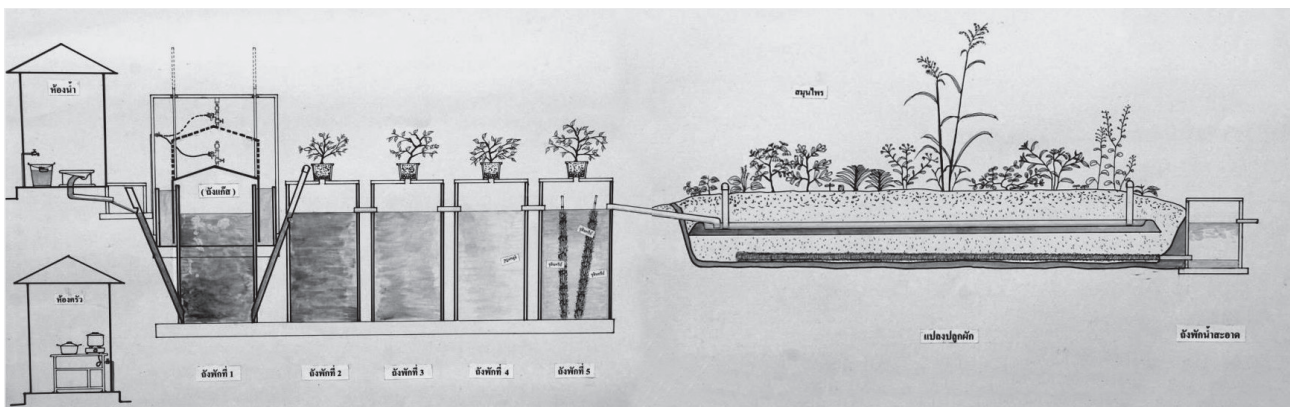 ห้องน้ำ
(ถังแก๊ส)
สมุนไพร
ห้องครัว
ถังพักที่ 1
ถังพักที่ 2
ถังพักที่ 3
ถังพักที่ 4
ถังพักที่ 5
แปลงปลูกผัก
ถังพักน้ำสะอาด